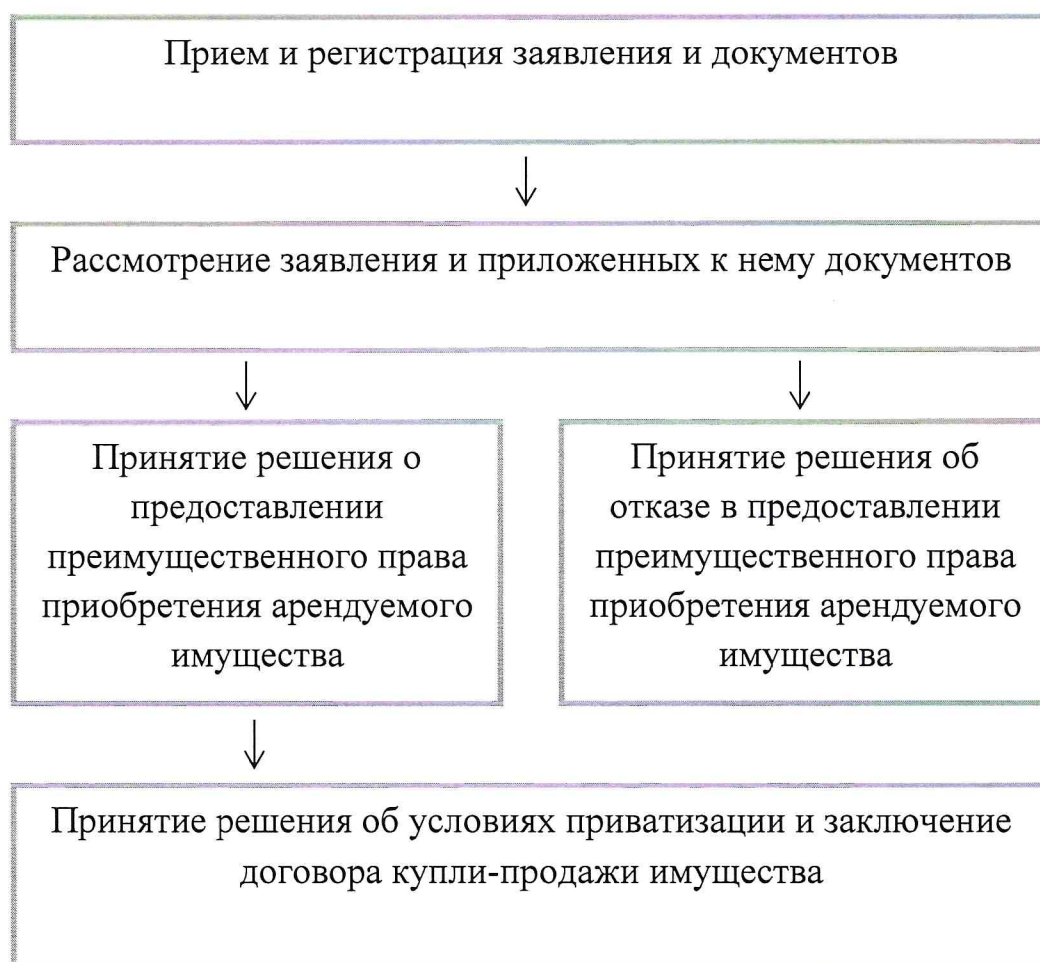 Прием и регистрация заявления и документов
Рассмотрение заявления и приложенных к нему документов
Принятие решения о
предоставлении
преимущественного права
приобретения арендуемого
имущества
Принятие решения об
отказе в предоставлении
преимущественного права
приобретения арендуемого
имущества
Принятие решения об условиях приватизации и заключение
договора купли-продажи имущества